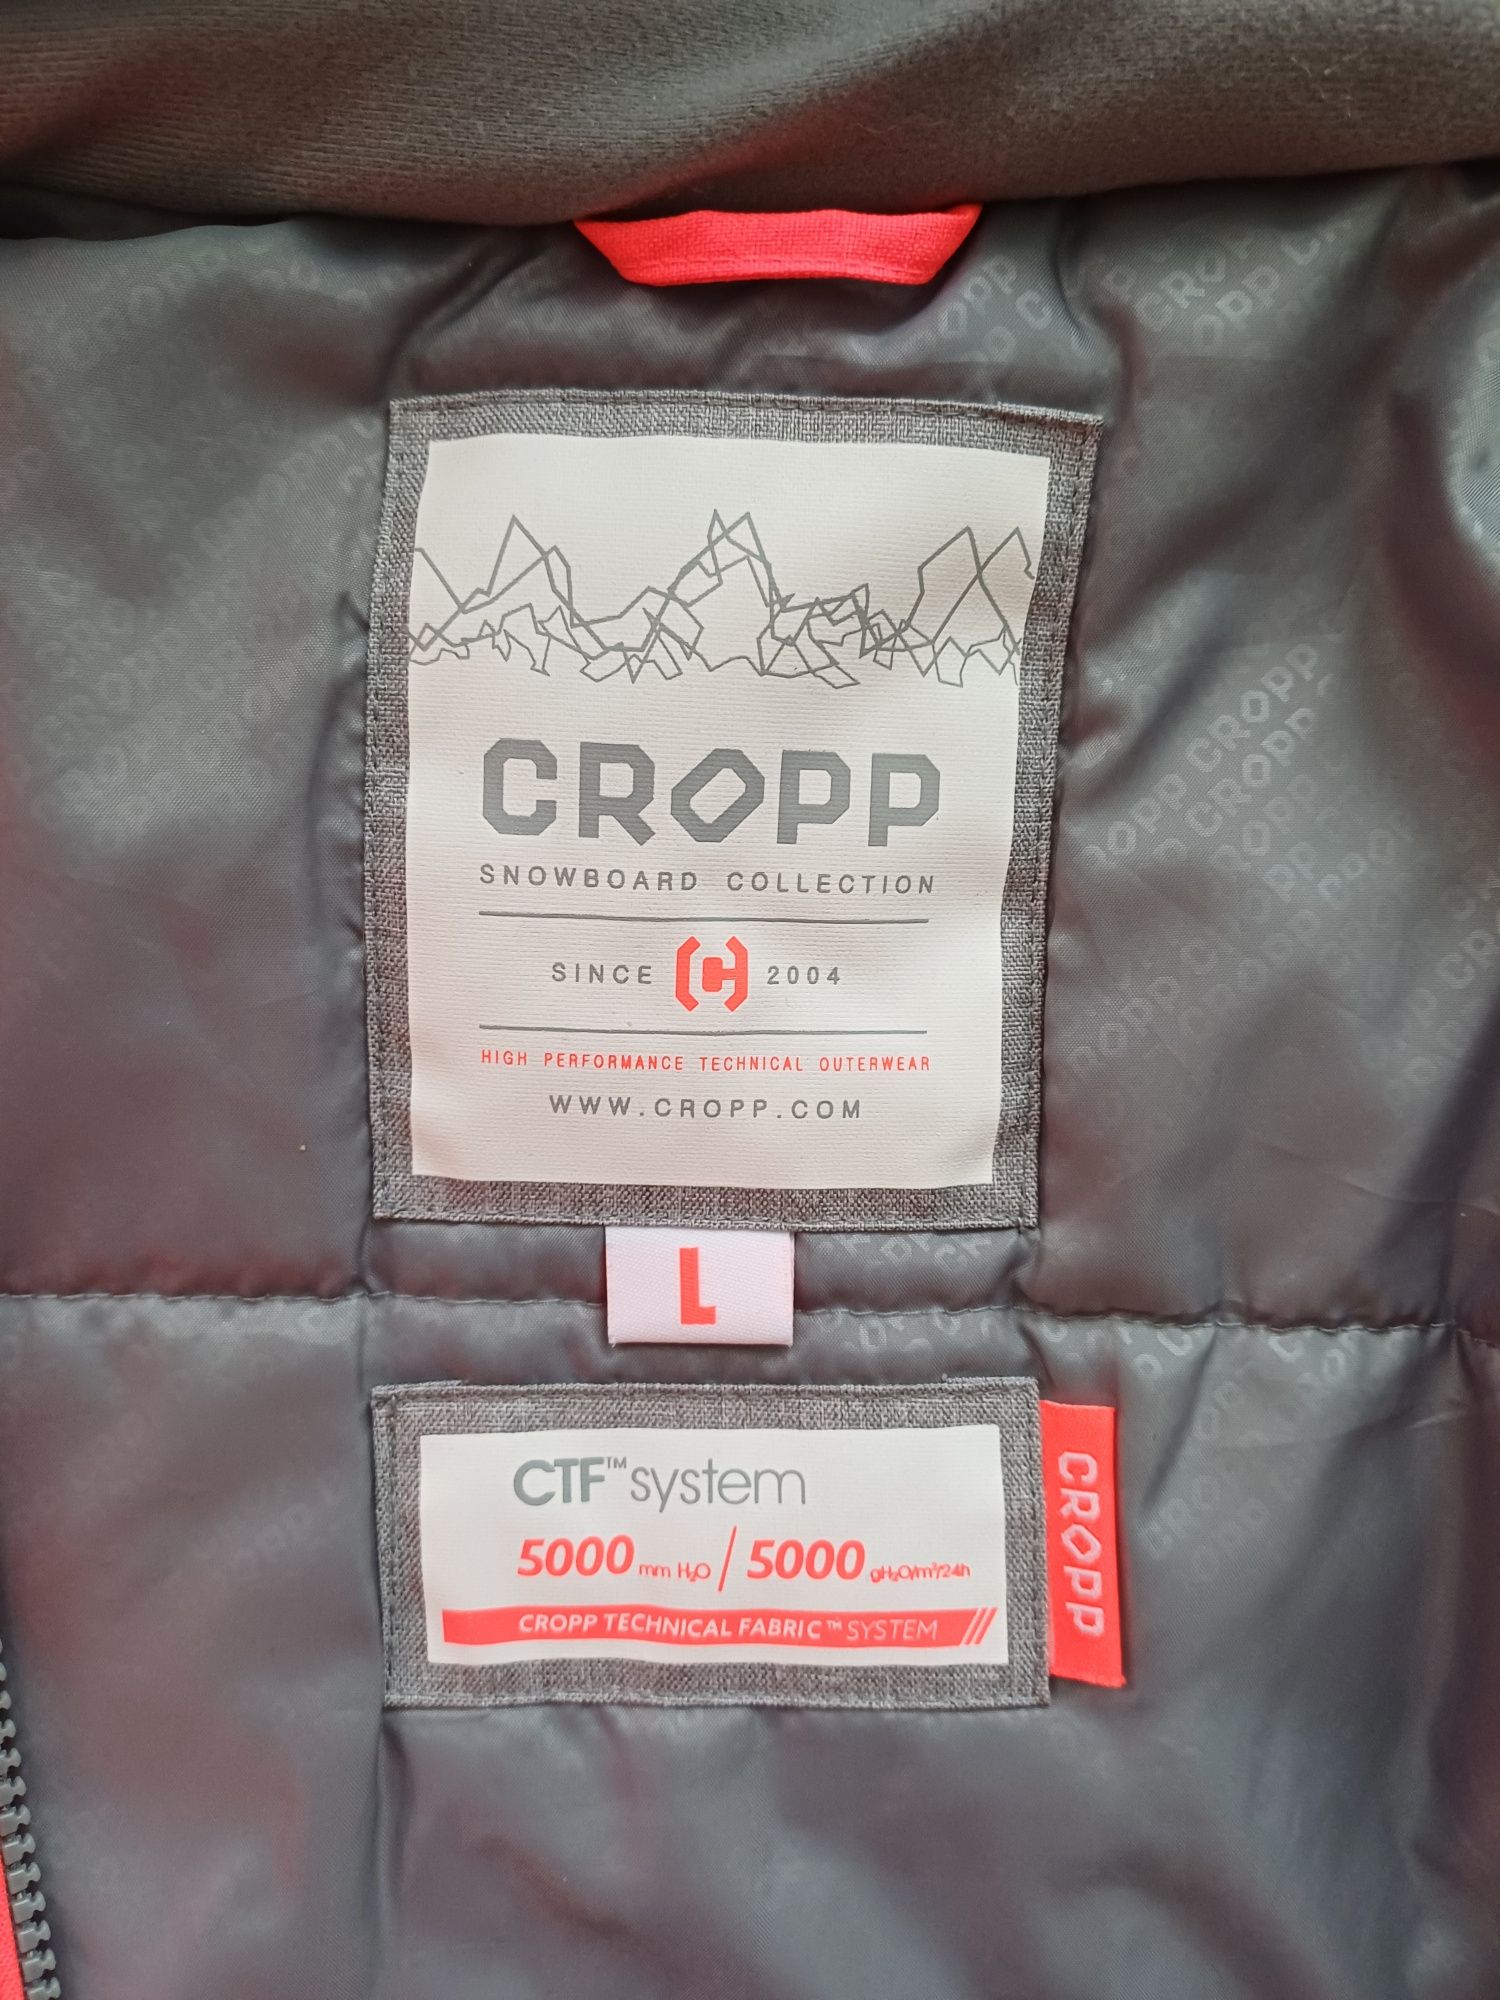 CROPP
SNOWBOARD COLLECTION
SINCE C 2004
HIGH PERFORMANCE TECHNICAL OUTERWEAR
WWW.CROPP.COM
L
CTF™ system
5000 mm H₂O / 5000 gH₂O/m²/24h
CROPP TECHNICAL FABRIC™ SYSTEM
CROPP